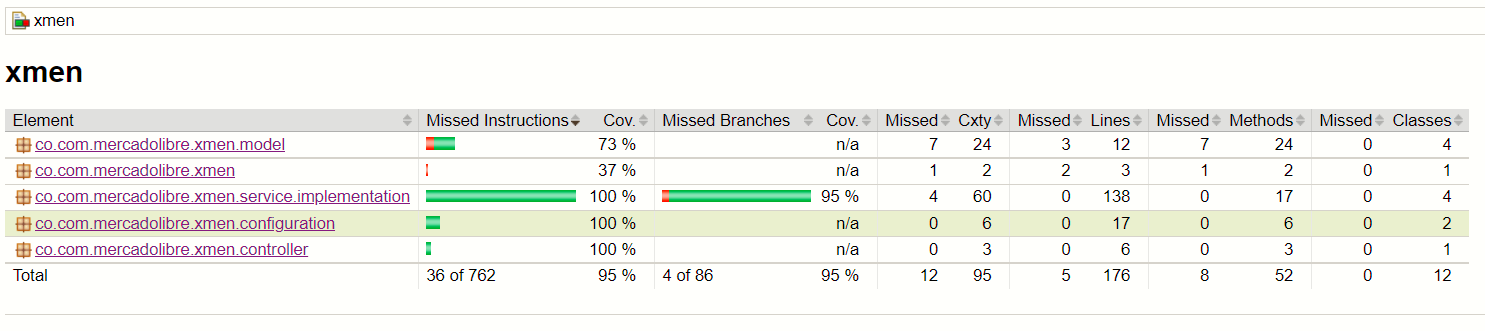 xmen
xmen
Element Missed Instructions Cov. Missed Branches Cov. Missed Cxty Missed Lines Missed Methods Missed Classes
co.com.mercadolibre.xmen.model 73 % n/a 7 24 3 12 7 24 0 4
co.com.mercadolibre.xmen 37 % n/a 1 2 2 3 1 2 0 1
co.com.mercadolibre.xmen.service.implementation 100 % 95 % 4 60 0 138 0 17 0 4
co.com.mercadolibre.xmen.configuration 100 % n/a 0 6 0 17 0 6 0 2
co.com.mercadolibre.xmen.controller 100 % n/a 0 3 0 6 0 3 0 1
Total 36 of 762 95 % 4 of 86 95 % 12 95 5 176 8 52 0 12